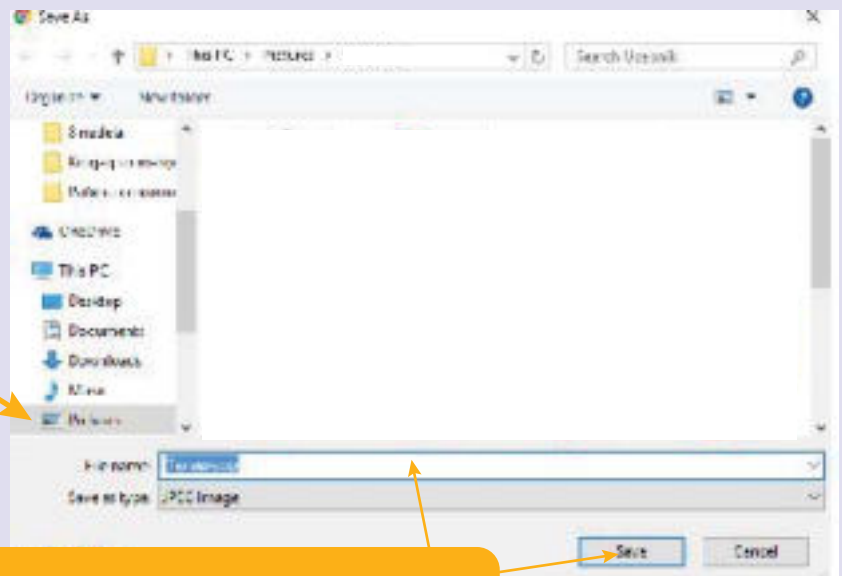 Save As
This PC › Pictures ›
Search
Organize
New folder
OneDrive
This PC
Desktop
Documents
Downloads
Music
Pictures
File name:
Save as type: JPEG Image
Save
Cancel